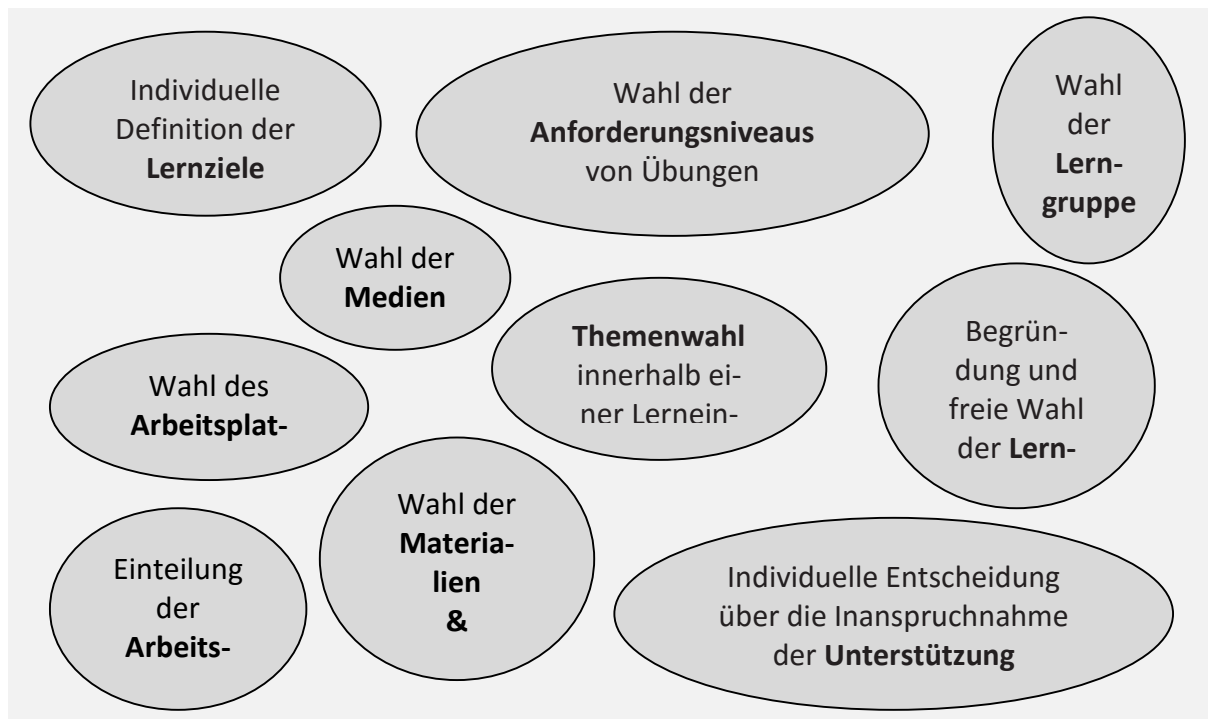 Individuelle
Definition der
Lernziele
Wahl der
Anforderungsniveaus
von Übungen
Wahl
der
Lern-
gruppe
Wahl der
Medien
Themenwahl
innerhalb ei-
ner Lernein-
Begrün-
dung und
freie Wahl
der Lern-
Wahl des
Arbeitsplat-
Wahl der
Materia-
lien
&
Einteilung
der
Arbeits-
Individuelle Entscheidung
über die Inanspruchnahme
der Unterstützung